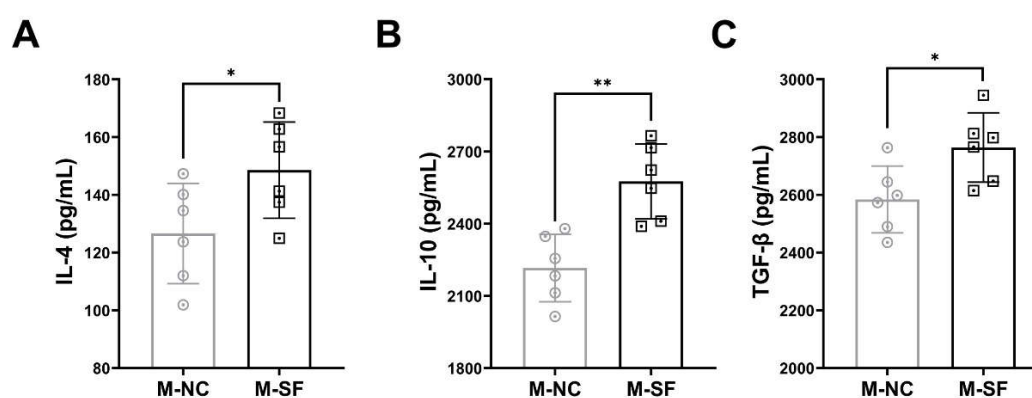 A
IL-4 (pg/mL)
180
160
140
120
100
80
*
M-NC
M-SF
B
IL-10 (pg/mL)
3000
2700
2400
2100
1800
**
M-NC
M-SF
C
TGF-β (pg/mL)
3000
2800
2600
2400
2200
2000
*
M-NC
M-SF